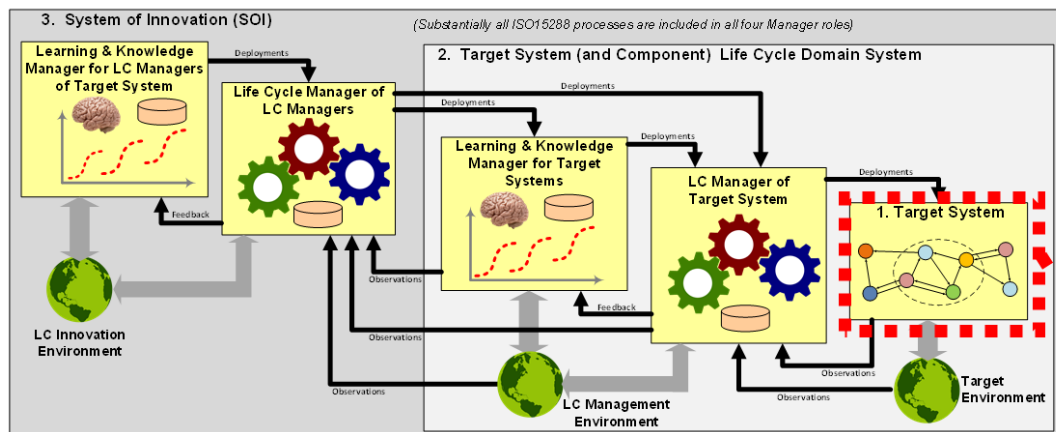 3. System of Innovation (SOI)
(Substantially all ISO15288 processes are included in all four Manager roles)
Learning & Knowledge
Manager for LC Managers
of Target System
Deployments
2. Target System (and Component) Life Cycle Domain System
Life Cycle Manager of
LC Managers
Deployments
Deployments
Learning & Knowledge
Manager for Target
Systems
Deployments
LC Manager of
Target System
Deployments
1. Target System
Feedback
Observations
Feedback
Observations
Observations
Observations
Observations
LC Innovation
Environment
LC Management
Environment
Target
Environment